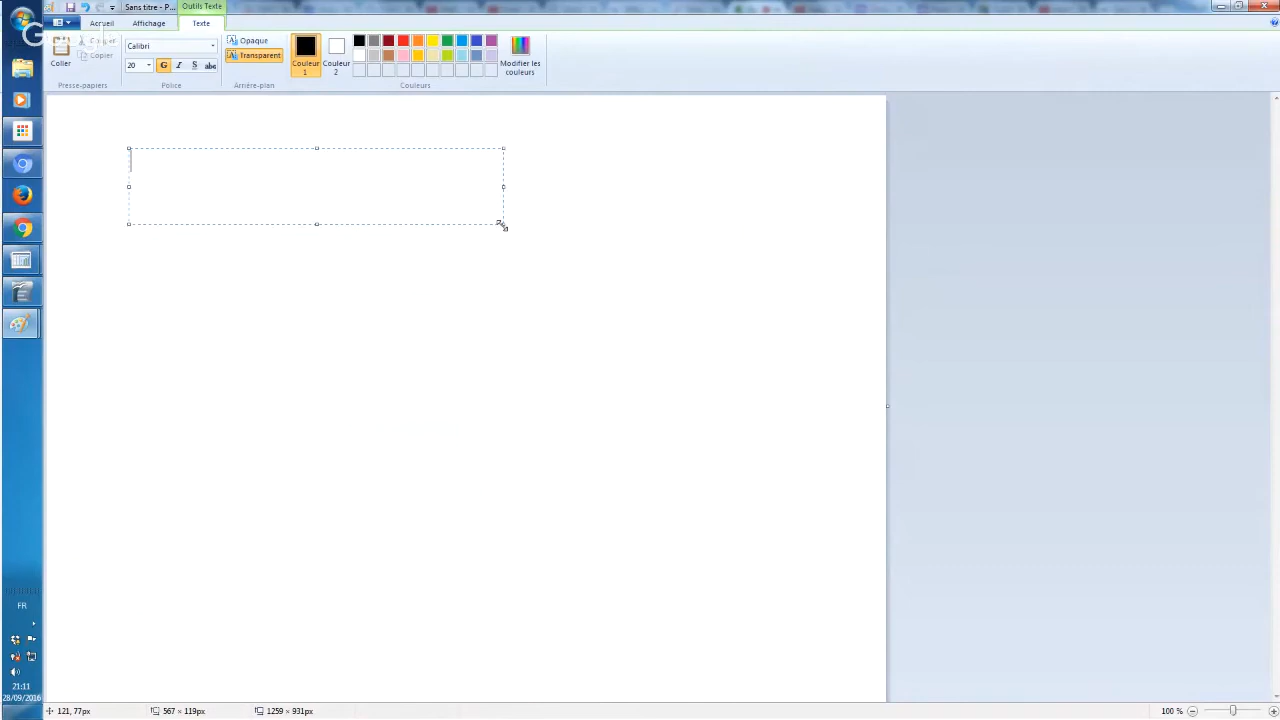 Sans titre - P...
Outils Texte
Accueil
Affichage
Texte
Coller
Copier
Presse-papiers
Calibri
20
G
I
S
abc
Police
Opaque
Transparent
Arrière-plan
Couleur
1
Couleur
2
Modifier les
couleurs
Couleurs
FR
21:11
28/09/2016
121, 77px
567 × 119px
1259 × 931px
100 %